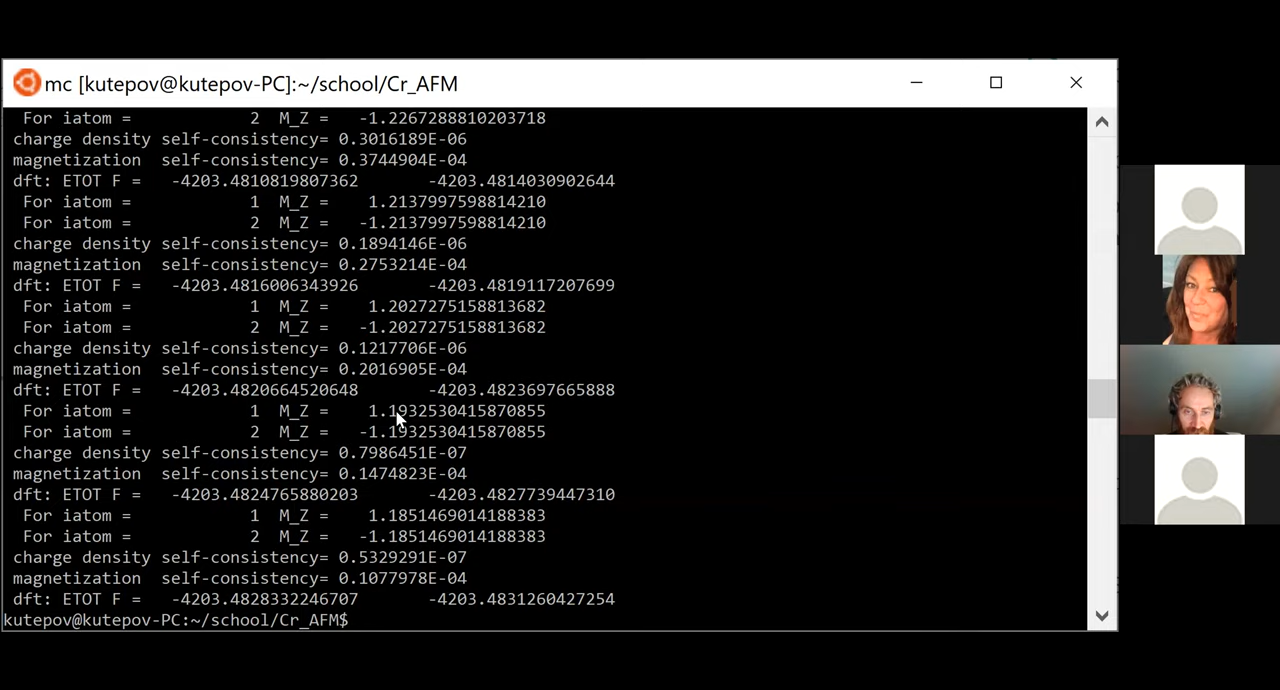 mc [kutepov@kutepov-PC]:~/school/Cr_AFM
For iatom = 2 M_Z = -1.2267288810203718
charge density self-consistency= 0.3016189E-06
magnetization self-consistency= 0.3744904E-04
dft: ETOT F = -4203.4810819807362 -4203.4814030902644
For iatom = 1 M_Z = 1.2137997598814210
For iatom = 2 M_Z = -1.2137997598814210
charge density self-consistency= 0.1894146E-06
magnetization self-consistency= 0.2753214E-04
dft: ETOT F = -4203.4816006343926 -4203.4819117207699
For iatom = 1 M_Z = 1.2027275158813682
For iatom = 2 M_Z = -1.2027275158813682
charge density self-consistency= 0.1217706E-06
magnetization self-consistency= 0.2016905E-04
dft: ETOT F = -4203.4820664520648 -4203.4823697665888
For iatom = 1 M_Z = 1.1932530415870855
For iatom = 2 M_Z = -1.1932530415870855
charge density self-consistency= 0.7986451E-07
magnetization self-consistency= 0.1474823E-04
dft: ETOT F = -4203.4824765880203 -4203.4827739447310
For iatom = 1 M_Z = 1.1851469014188383
For iatom = 2 M_Z = -1.1851469014188383
charge density self-consistency= 0.5329291E-07
magnetization self-consistency= 0.1077978E-04
dft: ETOT F = -4203.4828332246707 -4203.4831260427254
kutepov@kutepov-PC:~/school/Cr_AFM$